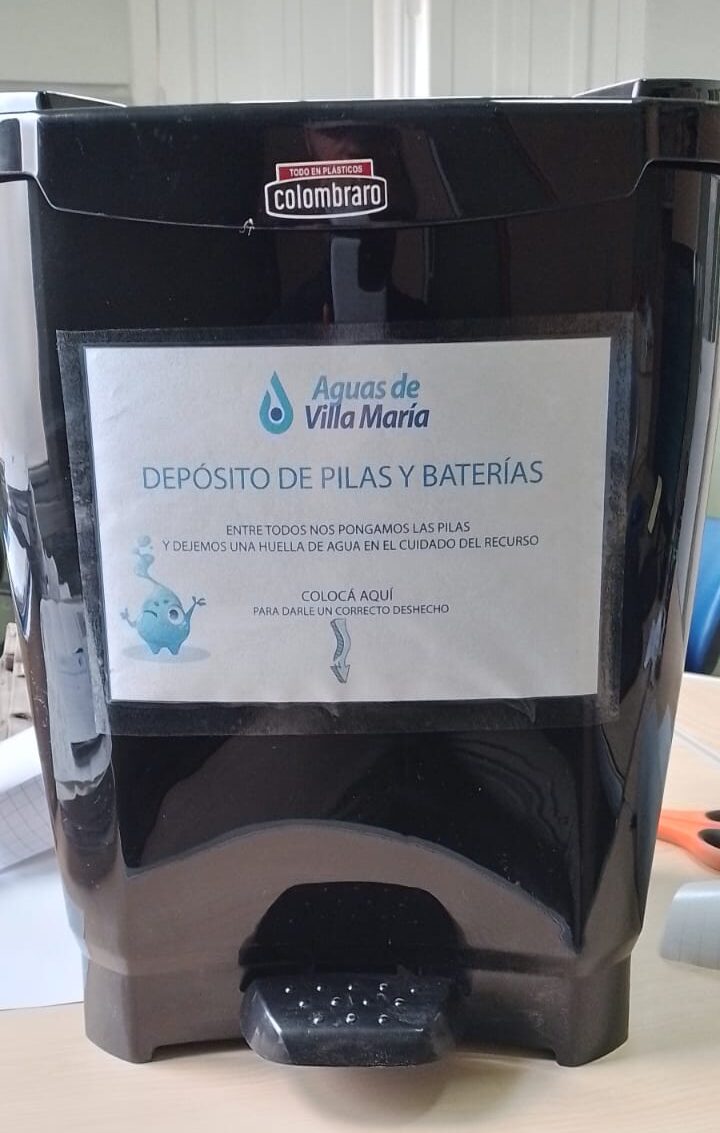 TODO EN PLÁSTICOS
colombraro
Aguas de
Villa María
DEPÓSITO DE PILAS Y BATERÍAS
ENTRE TODOS NOS PONGAMOS LAS PILAS
Y DEJEMOS UNA HUELLA DE AGUA EN EL CUIDADO DEL RECURSO
COLOCÁ AQUÍ
PARA DARLE UN CORRECTO DESHECHO